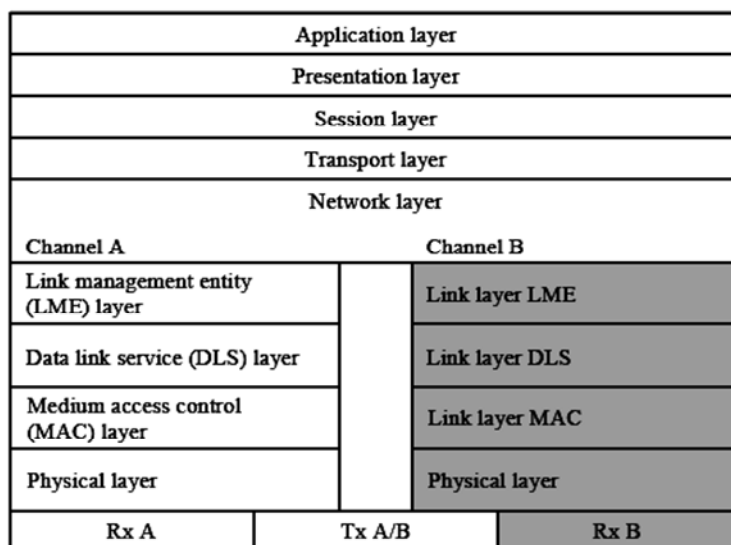 Application layer
Presentation layer
Session layer
Transport layer
Network layer
Channel A
Channel B
Link management entity
(LME) layer
Link layer LME
Data link service (DLS) layer
Link layer DLS
Medium access control
(MAC) layer
Link layer MAC
Physical layer
Physical layer
Rx A
Tx A/B
Rx B